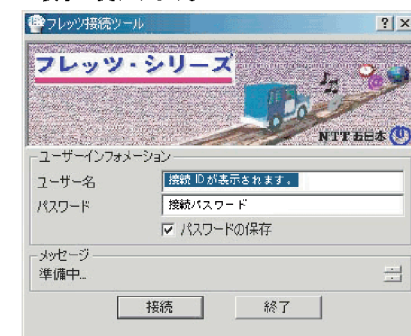 フレッツ接続ツール
フレッツ・シリーズ
NTT西日本
ユーザーインフォメーション
ユーザー名
接続IDが表示されます。
パスワード
接続パスワード
パスワードの保存
メッセージ
準備中...
接続
終了